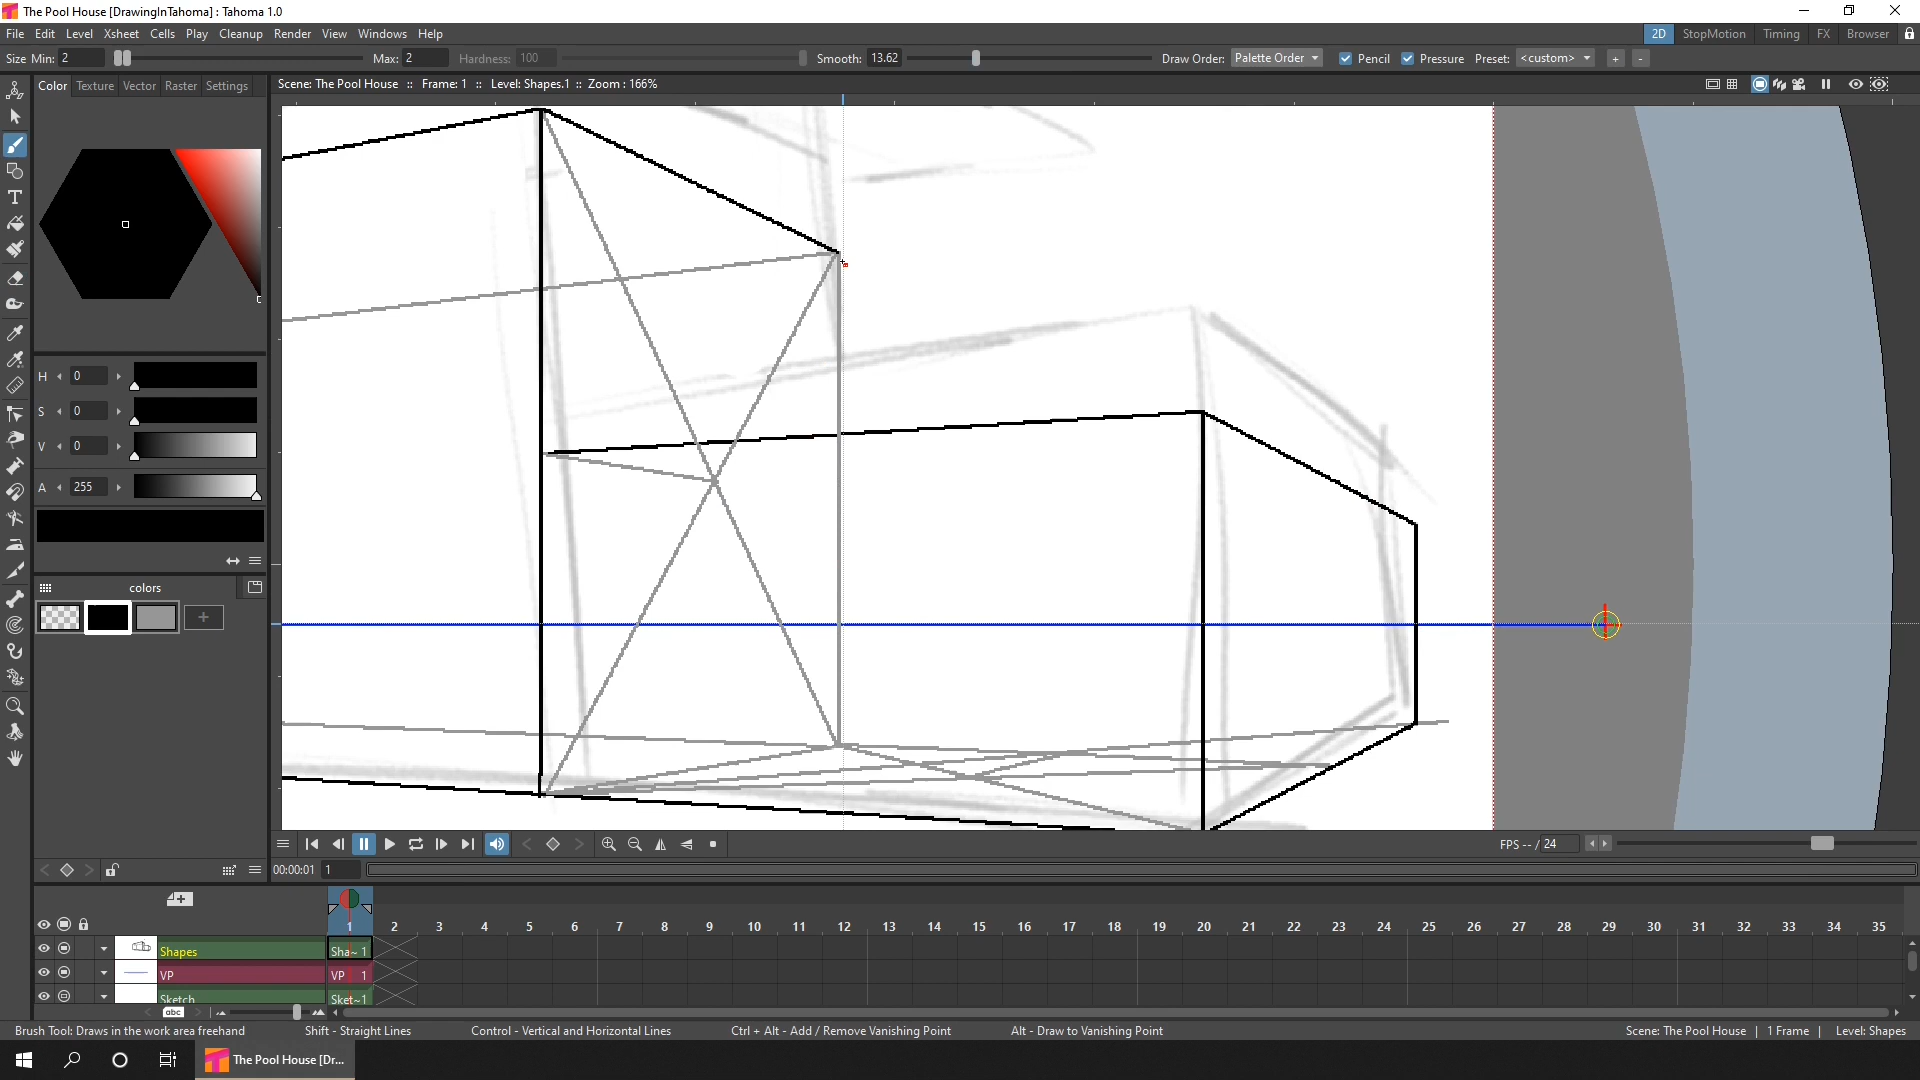 The Pool House [DrawingInTahoma] : Tahoma 1.0
File Edit Level Xsheet Cells Play Cleanup Render View Windows Help
2D StopMotion Timing FX Browser
Size Min: 2 Max: 2 Hardness: 100 Smooth: 13.62 Draw Order: Palette Order Pencil Pressure Preset: <custom> + -
Color Texture Vector Raster Settings
Scene: The Pool House :: Frame: 1 :: Level: Shapes.1 :: Zoom : 166%
H 0
S 0
V 0
A 255
colors
+
FPS -- / 24
00:00:01 1
1 2 3 4 5 6 7 8 9 10 11 12 13 14 15 16 17 18 19 20 21 22 23 24 25 26 27 28 29 30 31 32 33 34 35
Shapes Sha~ 1
VP VP 1
Sketch Sket~1
abc
Brush Tool: Draws in the work area freehand Shift - Straight Lines Control - Vertical and Horizontal Lines Ctrl + Alt - Add / Remove Vanishing Point Alt - Draw to Vanishing Point Scene: The Pool House | 1 Frame | Level: Shapes
The Pool House [Dr...